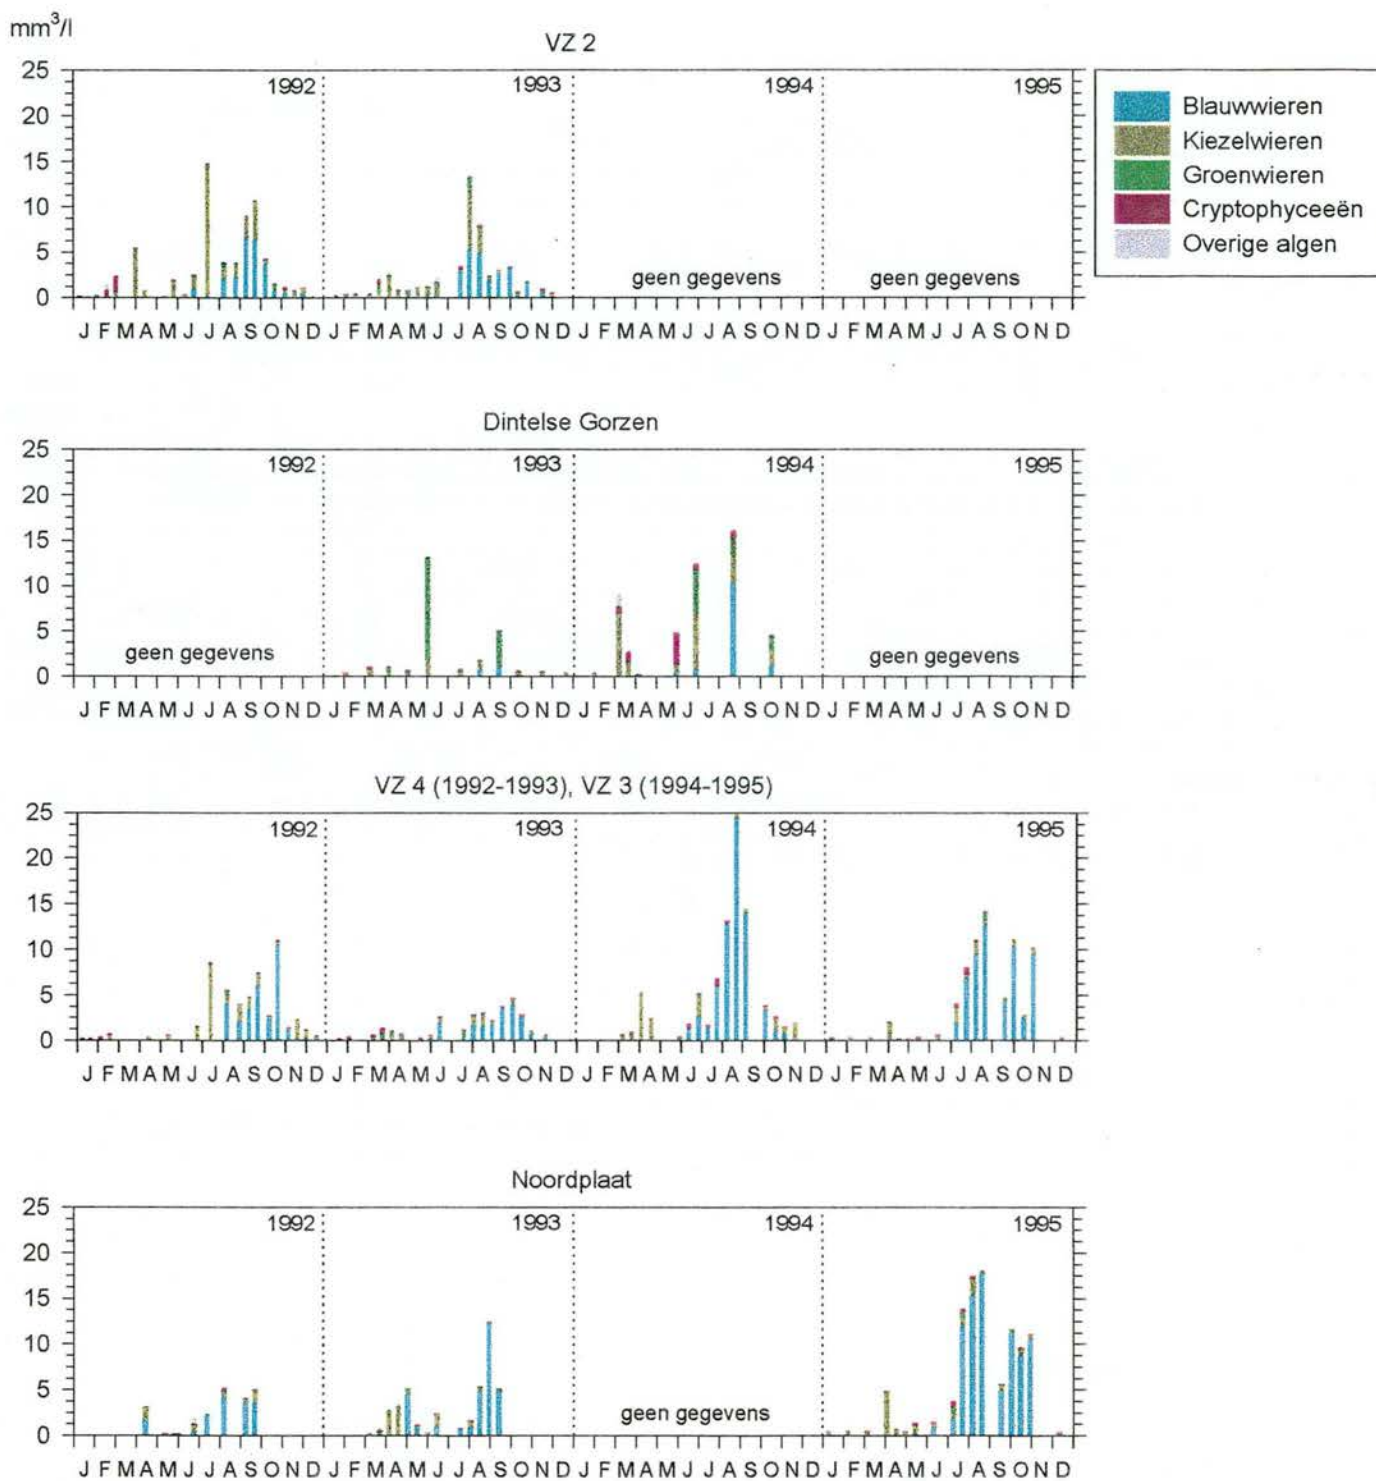 mm³/l
VZ 2
25
20
15
10
5
0
1992
1993
1994
1995
geen gegevens
geen gegevens
J F M A M J J A S O N D J F M A M J J A S O N D J F M A M J J A S O N D J F M A M J J A S O N D
Blauwwieren
Kiezelwieren
Groenwieren
Cryptophyceeën
Overige algen
Dintelse Gorzen
25
20
15
10
5
0
1992
1993
1994
1995
geen gegevens
geen gegevens
J F M A M J J A S O N D J F M A M J J A S O N D J F M A M J J A S O N D J F M A M J J A S O N D
VZ 4 (1992-1993), VZ 3 (1994-1995)
25
20
15
10
5
0
1992
1993
1994
1995
J F M A M J J A S O N D J F M A M J J A S O N D J F M A M J J A S O N D J F M A M J J A S O N D
Noordplaat
25
20
15
10
5
0
1992
1993
1994
1995
geen gegevens
J F M A M J J A S O N D J F M A M J J A S O N D J F M A M J J A S O N D J F M A M J J A S O N D